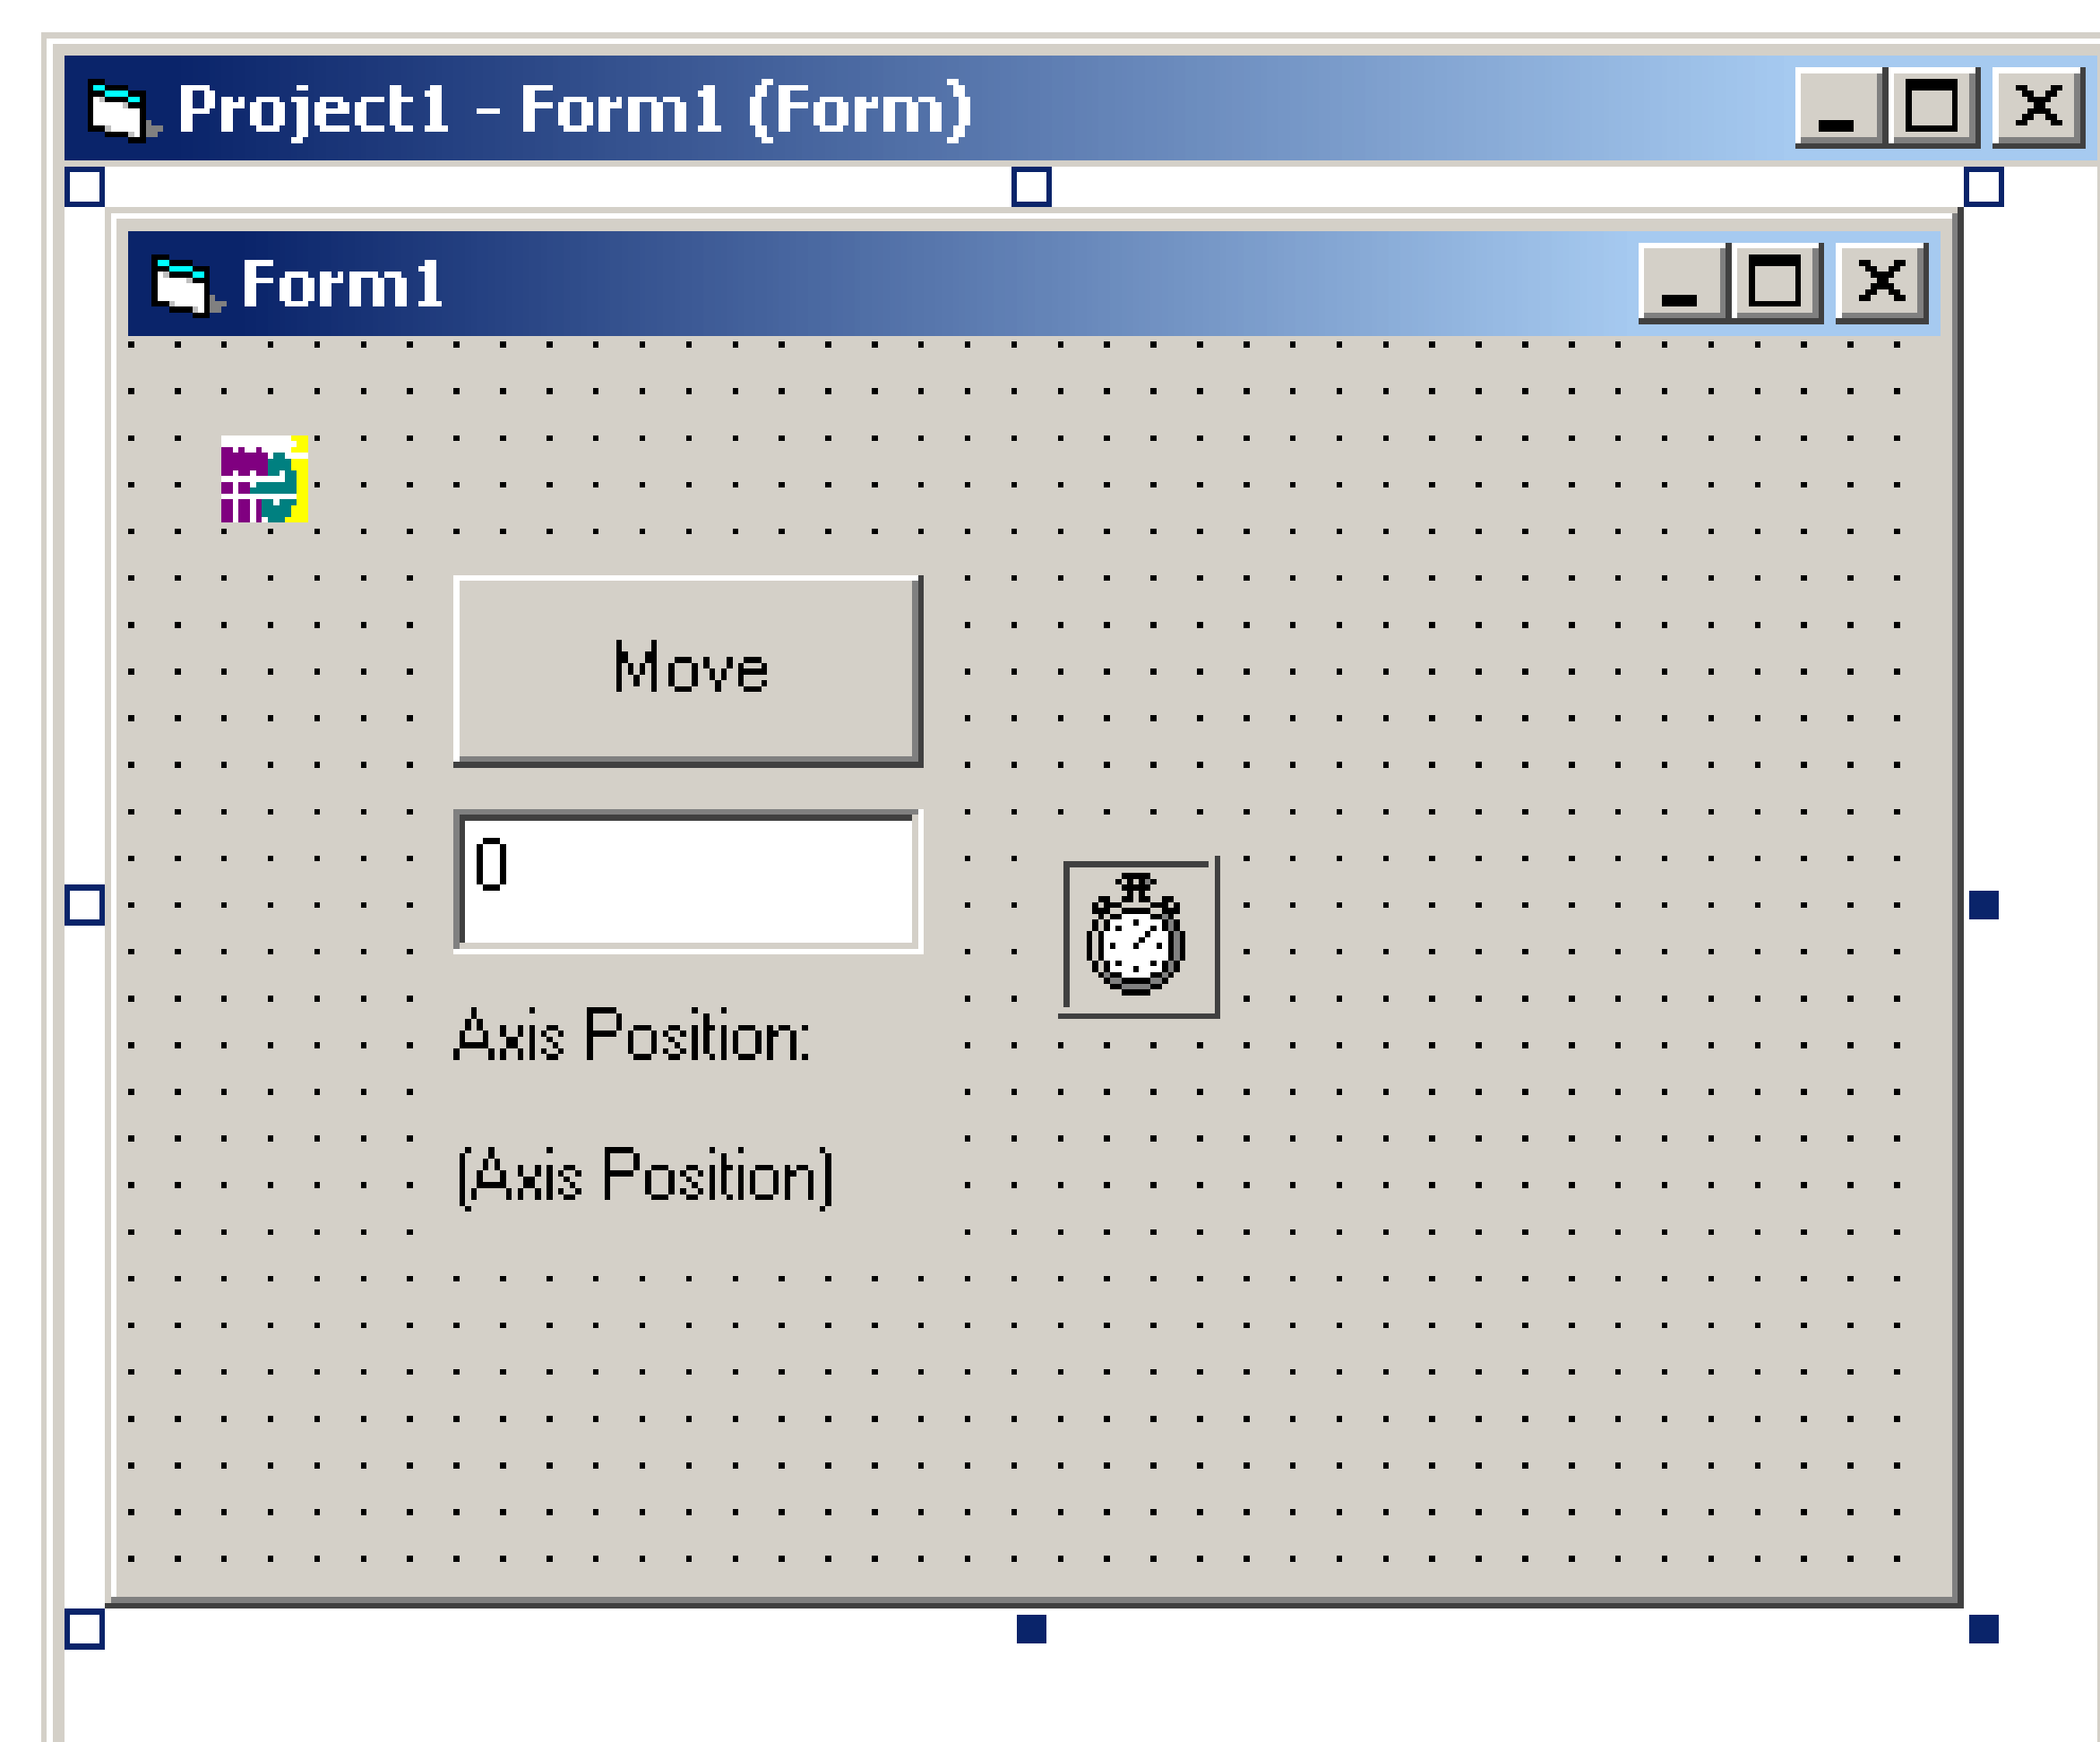 Project1 - Form1 (Form)
Form1
Move
0
Axis Position:
(Axis Position)